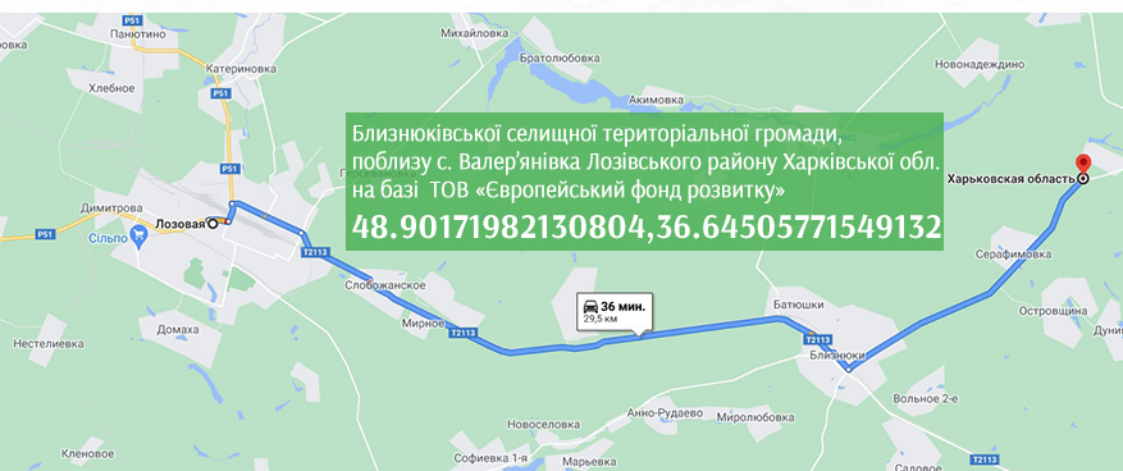 P51
Панютино
Михайловка
Братолюбовка
Новонадеждино
Катериновка
Хлебное
P51
Акимовка
Близнюківської селищної територіальної громади,
поблизу с. Валер’янівка Лозівського району Харківської обл.
на базі ТОВ «Європейський фонд розвитку»
48.90171982130804,36.64505771549132
P51
Харьковская область
Димитрова
Лозовая
P51
Сільпо
T2113
Серафимовка
Слобожанское
36 мин.
29,5 км
Батюшки
Островщина
Мирное
T2113
Домаха
Нестелиевка
T2113
Близнюки
Вольное 2-е
Анно-Рудаево
Миролюбовка
Новоселовка
Кленовое
Софиевка 1-я
Марьевка
T2113
Садовое